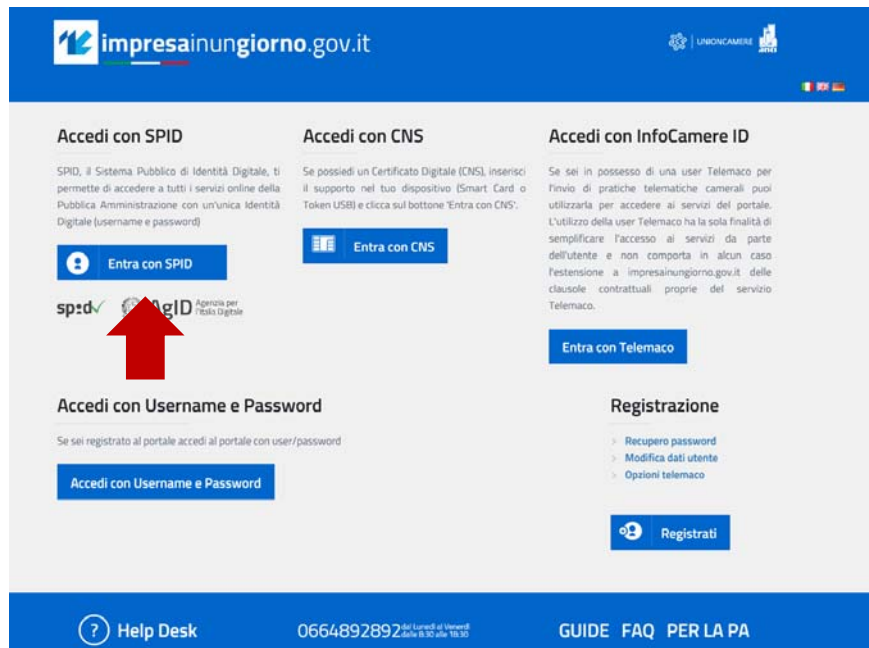 impresainungiorno.gov.it
UNIONCAMERE
Accedi con SPID
SPID, il Sistema Pubblico di Identità Digitale, ti
permette di accedere a tutti i servizi online della
Pubblica Amministrazione con un'unica Identità
Digitale (username e password)
Entra con SPID
sp:d
AgID Agenzia per
l'Italia Digitale
Accedi con CNS
Se possiedi un Certificato Digitale (CNS), inserisci
il supporto nel tuo dispositivo (Smart Card o
Token USB) e clicca sul bottone 'Entra con CNS'.
Entra con CNS
Accedi con InfoCamere ID
Se sei in possesso di una user Telemaco per
l'invio di pratiche telematiche camerali puoi
utilizzarla per accedere ai servizi del portale.
L'utilizzo della user Telemaco ha la sola finalità di
semplificare l'accesso ai servizi da parte
dell'utente e non comporta in alcun caso
l'estensione a impresainungiorno.gov.it delle
clausole contrattuali proprie del servizio
Telemaco.
Entra con Telemaco
Accedi con Username e Password
Se sei registrato al portale accedi al portale con user/password
Accedi con Username e Password
Registrazione
> Recupero password
> Modifica dati utente
> Opzioni telemaco
Registrati
? Help Desk
0664892892 dal Lunedì al Venerdì
dalle 8:30 alle 18:30
GUIDE FAQ PER LA PA